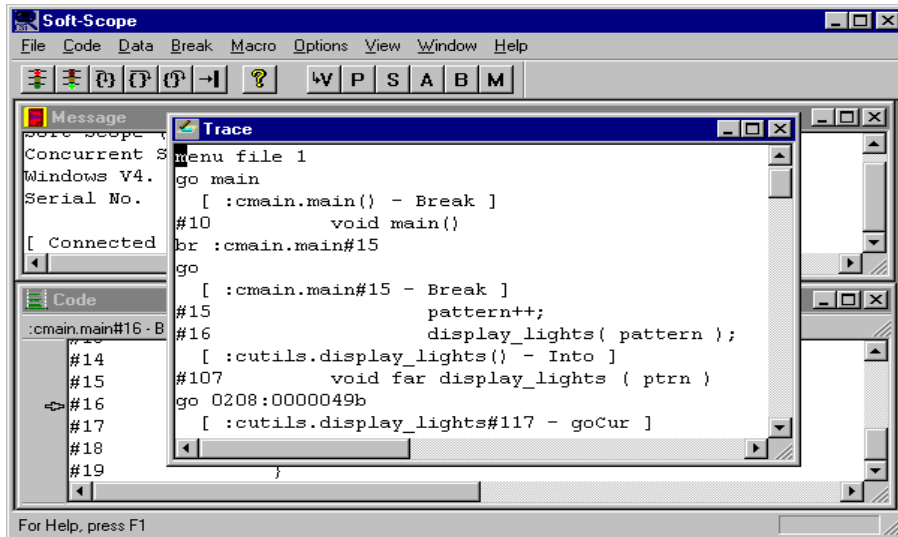 Soft-Scope
File Code Data Break Macro Options View Window Help
V P S A B M
Message
Soft-Scope
Concurrent S
Windows V4.
Serial No.
[ Connected
Trace
menu file 1
go main
[ :cmain.main() - Break ]
#10 void main()
br :cmain.main#15
go
[ :cmain.main#15 - Break ]
#15 pattern++;
#16 display_lights( pattern );
[ :cutils.display_lights() - Into ]
#107 void far display_lights ( ptrn )
go 0208:0000049b
[ :cutils.display_lights#117 - goCur ]
Code
:cmain.main#16 - B
#14
#15
#16
#17
#18
#19 }
For Help, press F1